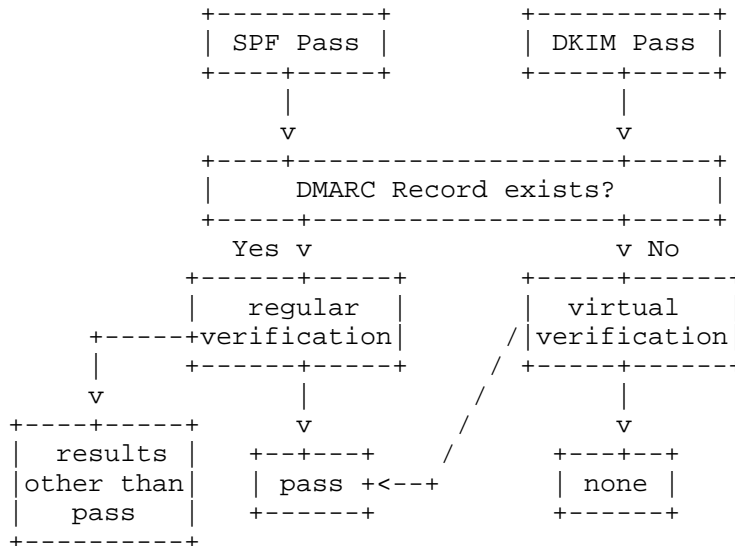 SPF Pass DKIM Pass
DMARC Record exists?
Yes No
regular virtual
verification verification
results
other than pass none
pass